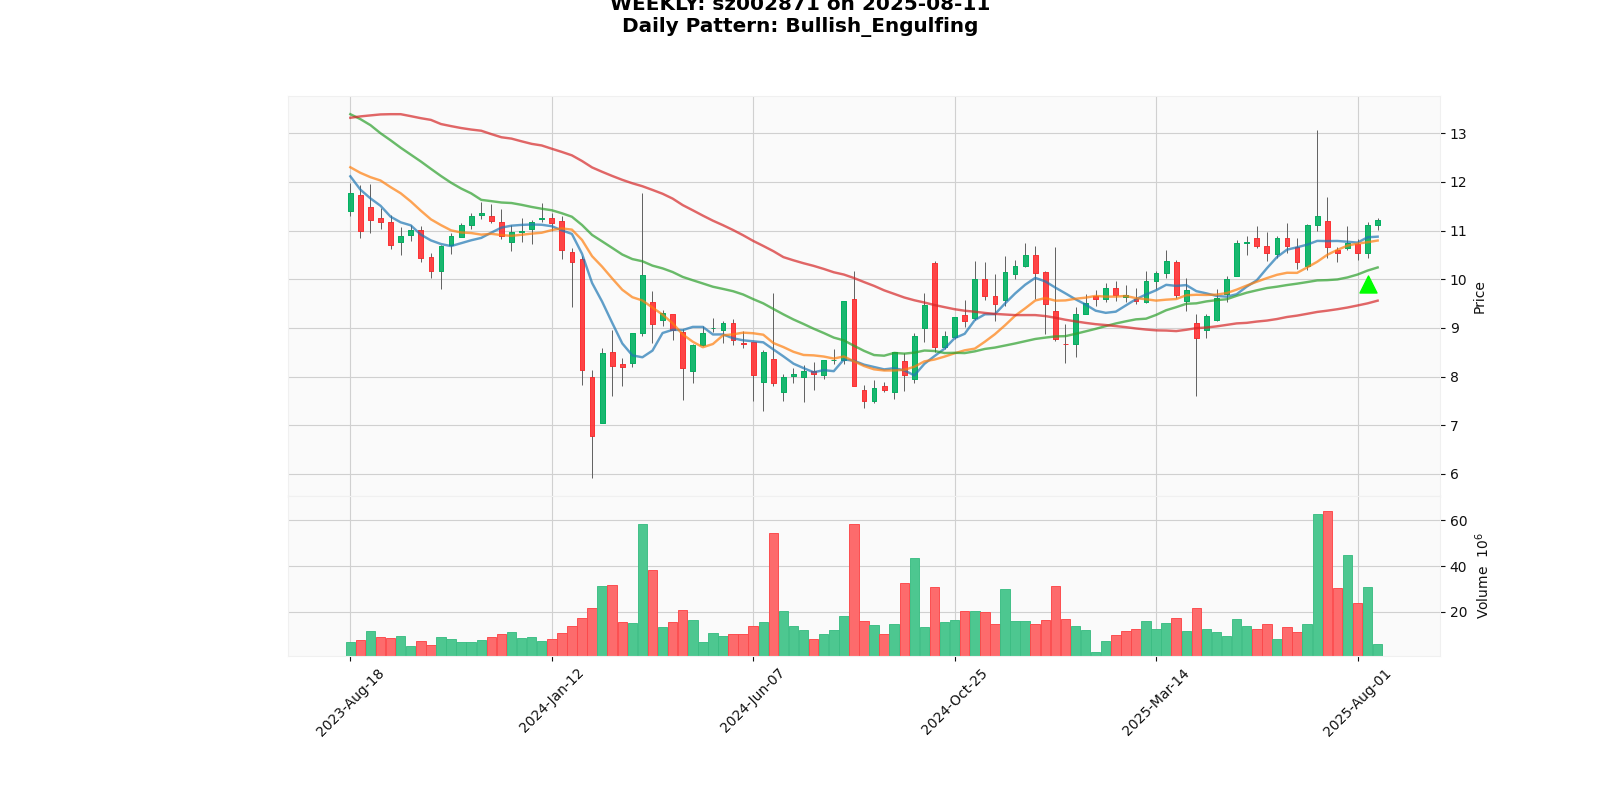 WEEKLY: sz002871 on 2025-08-11
Daily Pattern: Bullish_Engulfing
13
12
11
10
9
8
7
6
Price
60
40
20
Volume 10^6
2023-Aug-18
2024-Jan-12
2024-Jun-07
2024-Oct-25
2025-Mar-14
2025-Aug-01